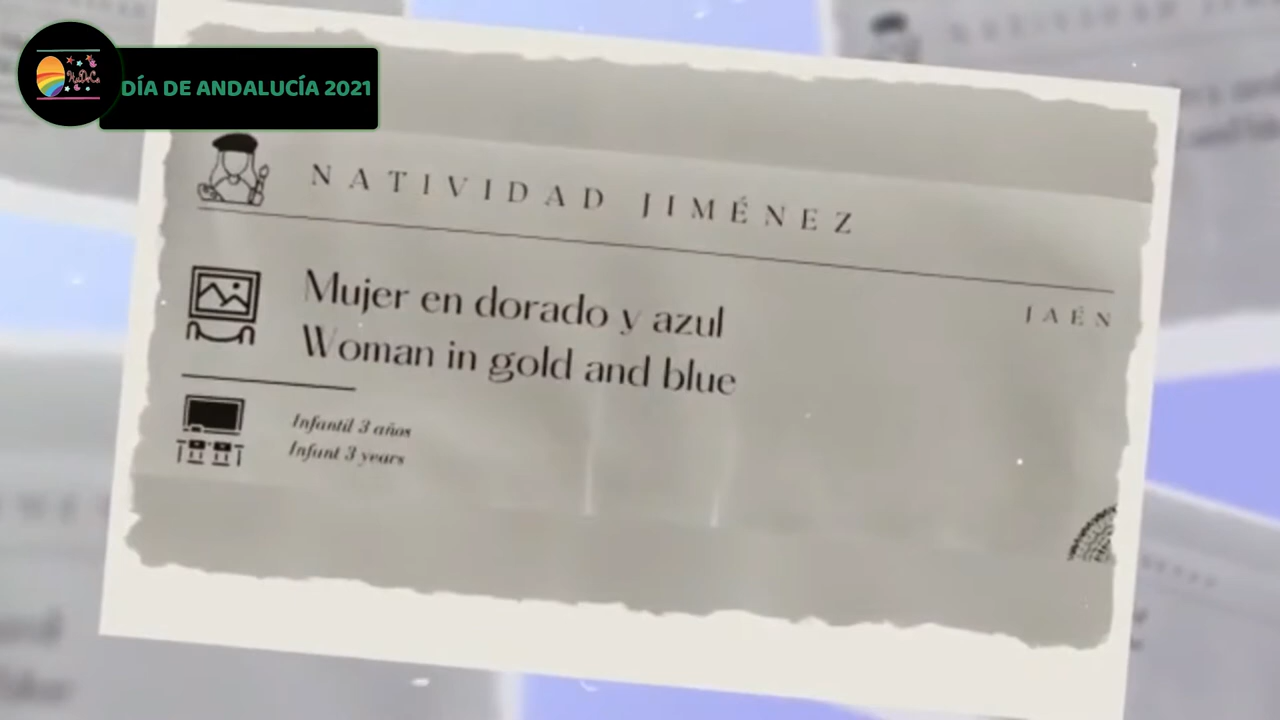 DÍA DE ANDALUCÍA 2021
NATIVIDAD JIMÉNEZ
JAÉN
Mujer en dorado y azul
Woman in gold and blue
Infantil 3 años
Infant 3 years